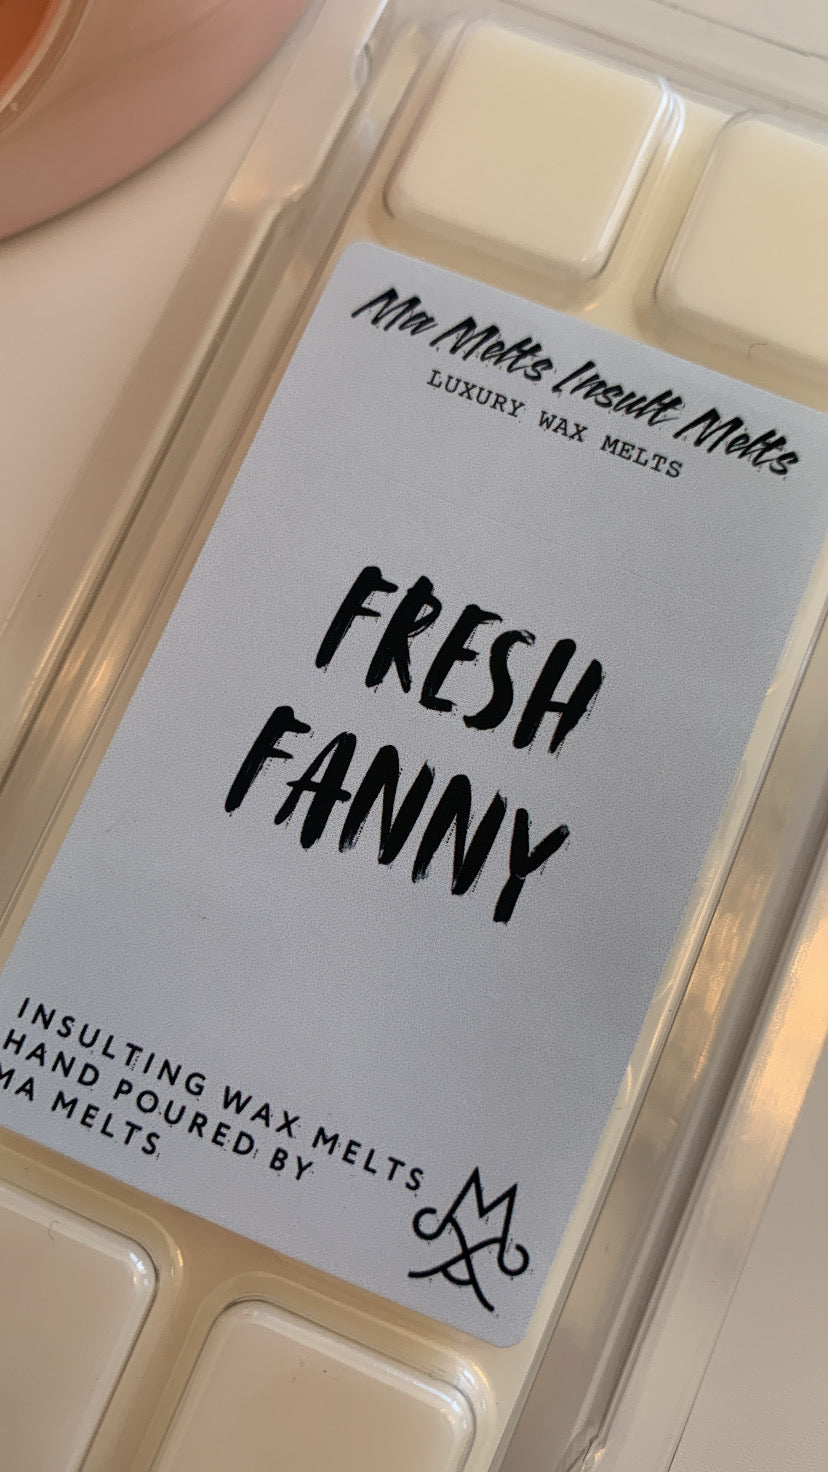 Ma Melts Insult Melts
LUXURY WAX MELTS
FRESH
FANNY
INSULTING WAX MELTS
HAND POURED BY
MA MELTS